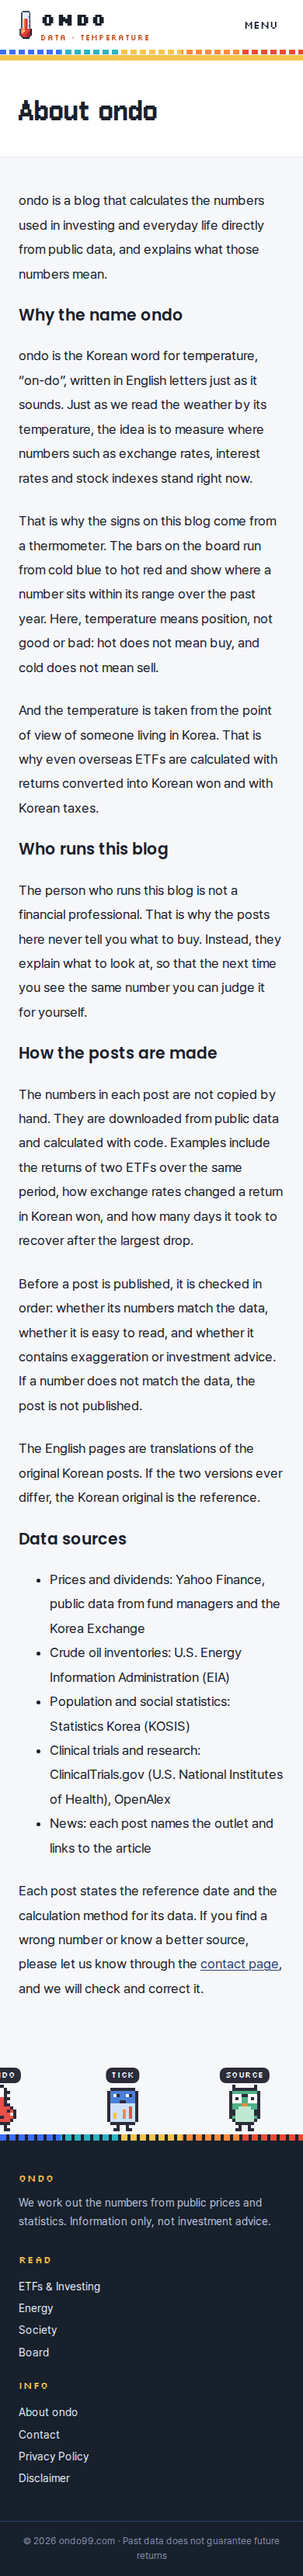 ONDO
DATA · TEMPERATURE
MENU
About ondo
ondo is a blog that calculates the numbers
used in investing and everyday life directly
from public data, and explains what those
numbers mean.
Why the name ondo
ondo is the Korean word for temperature,
“on-do”, written in English letters just as it
sounds. Just as we read the weather by its
temperature, the idea is to measure where
numbers such as exchange rates, interest
rates and stock indexes stand right now.
That is why the signs on this blog come from
a thermometer. The bars on the board run
from cold blue to hot red and show where a
number sits within its range over the past
year. Here, temperature means position, not
good or bad: hot does not mean buy, and
cold does not mean sell.
And the temperature is taken from the point
of view of someone living in Korea. That is
why even overseas ETFs are calculated with
returns converted into Korean won and with
Korean taxes.
Who runs this blog
The person who runs this blog is not a
financial professional. That is why the posts
here never tell you what to buy. Instead, they
explain what to look at, so that the next time
you see the same number you can judge it
for yourself.
How the posts are made
The numbers in each post are not copied by
hand. They are downloaded from public data
and calculated with code. Examples include
the returns of two ETFs over the same
period, how exchange rates changed a return
in Korean won, and how many days it took to
recover after the largest drop.
Before a post is published, it is checked in
order: whether its numbers match the data,
whether it is easy to read, and whether it
contains exaggeration or investment advice.
If a number does not match the data, the
post is not published.
The English pages are translations of the
original Korean posts. If the two versions ever
differ, the Korean original is the reference.
Data sources
• Prices and dividends: Yahoo Finance,
public data from fund managers and the
Korea Exchange
• Crude oil inventories: U.S. Energy
Information Administration (EIA)
• Population and social statistics:
Statistics Korea (KOSIS)
• Clinical trials and research:
ClinicalTrials.gov (U.S. National Institutes
of Health), OpenAlex
• News: each post names the outlet and
links to the article
Each post states the reference date and the
calculation method for its data. If you find a
wrong number or know a better source,
please let us know through the contact page,
and we will check and correct it.
DO TICK SOURCE
ONDO
We work out the numbers from public prices and
statistics. Information only, not investment advice.
READ
ETFs & Investing
Energy
Society
Board
INFO
About ondo
Contact
Privacy Policy
Disclaimer
© 2026 ondo99.com · Past data does not guarantee future
returns